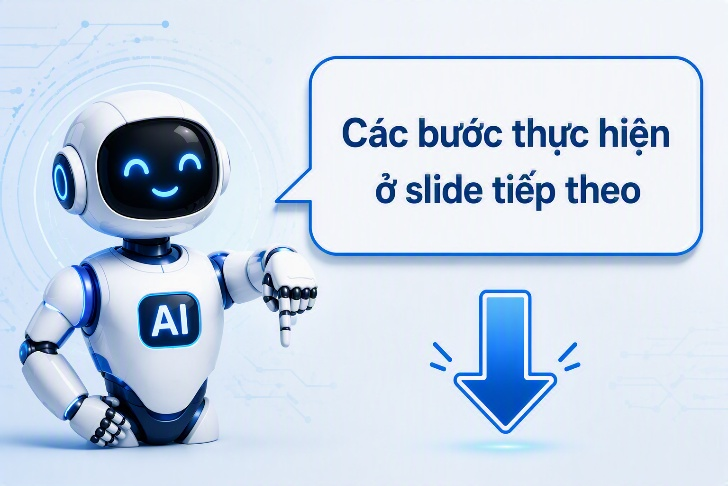 Các bước thực hiện
ở slide tiếp theo
AI